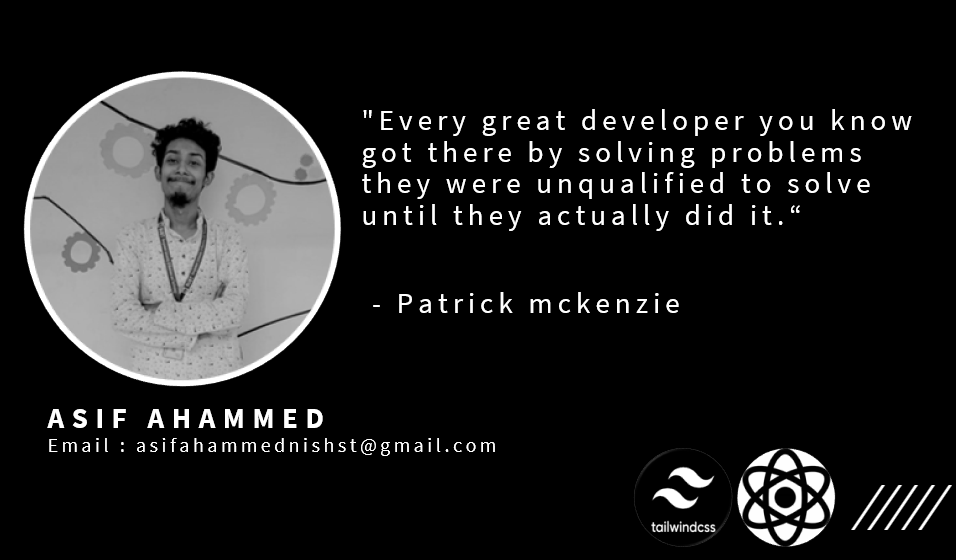 "Every great developer you know
got there by solving problems
they were unqualified to solve
until they actually did it.“
- Patrick mckenzie
ASIF AHAMMED
Email : asifahammednishst@gmail.com
tailwindcss